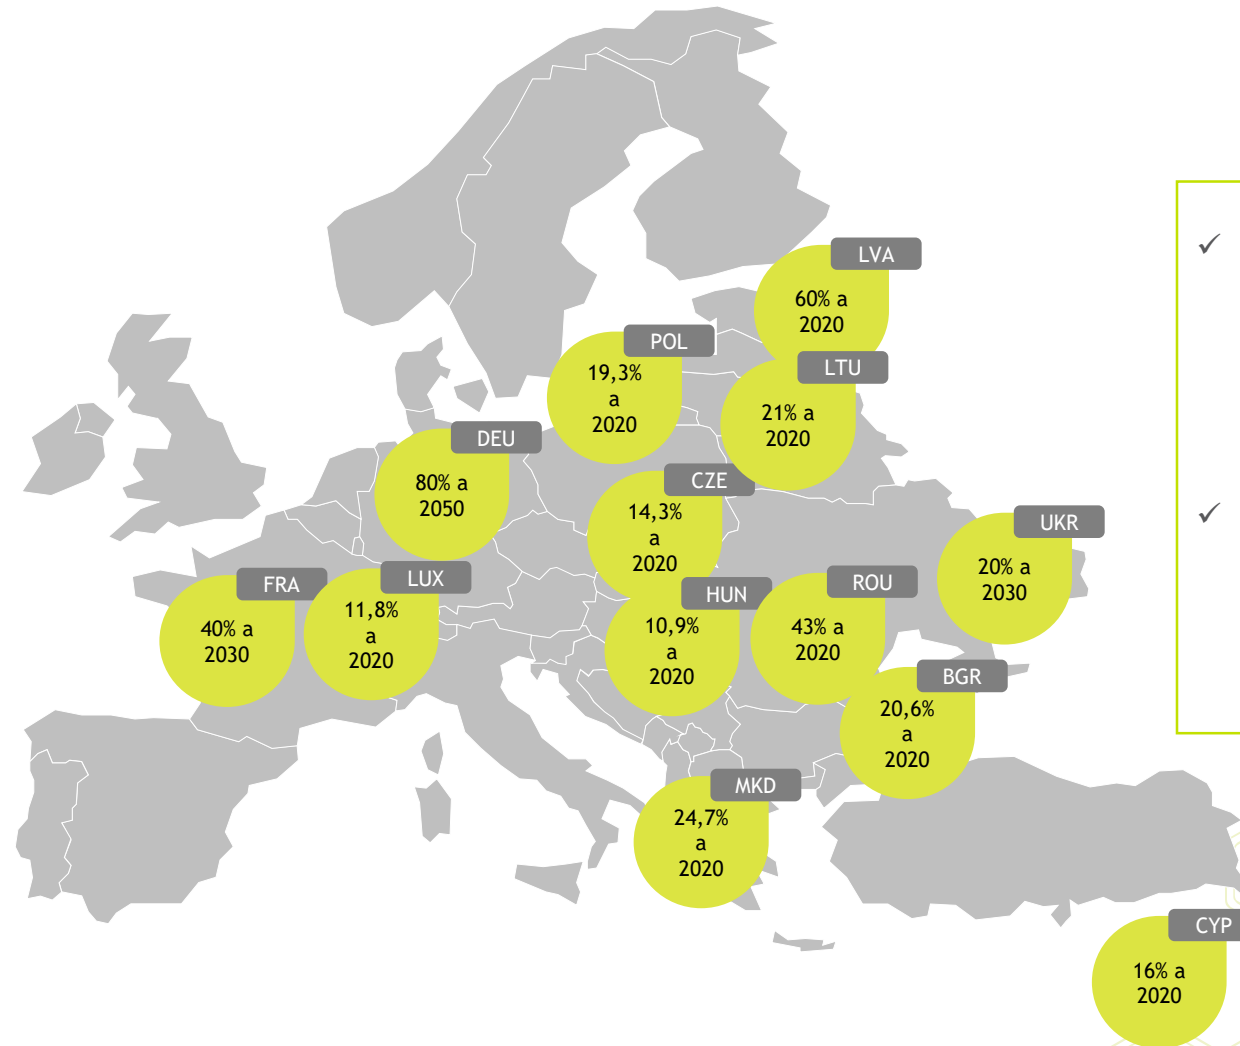 LVA
60% a
2020
POL
19,3%
a
2020
LTU
21% a
2020
DEU
80% a
2050
CZE
14,3%
a
2020
UKR
20% a
2030
FRA
40% a
2030
LUX
11,8%
a
2020
HUN
10,9%
a
2020
ROU
43% a
2020
BGR
20,6%
a
2020
MKD
24,7%
a
2020
CYP
16% a
2020